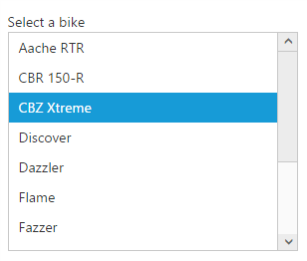 Select a bike
Aache RTR
CBR 150-R
CBZ Xtreme
Discover
Dazzler
Flame
Fazzer